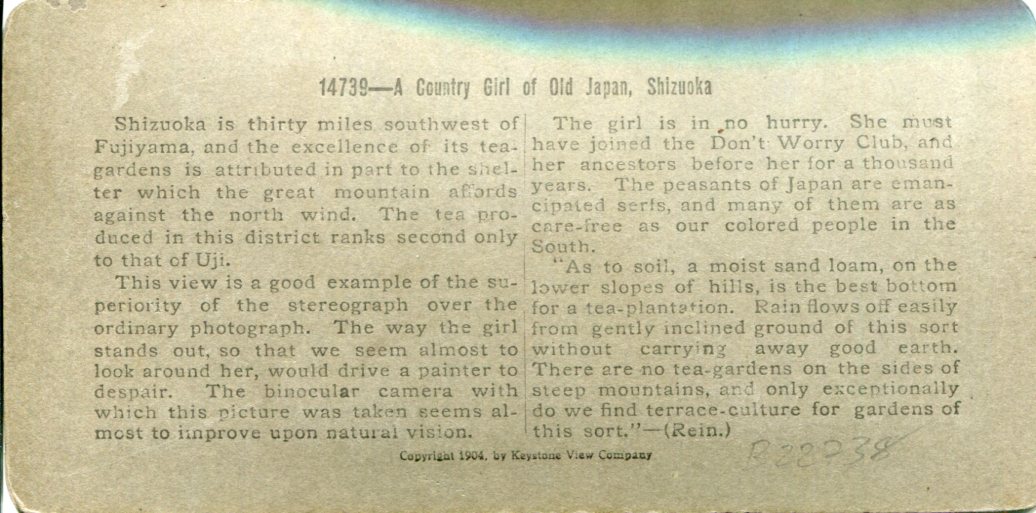 14739—A Country Girl of Old Japan, Shizuoka
Shizuoka is thirty miles southwest of
Fujiyama, and the excellence of its tea-
gardens is attributed in part to the shel-
ter which the great mountain affords
against the north wind. The tea pro-
duced in this district ranks second only
to that of Uji.
This view is a good example of the su-
periority of the stereograph over the
ordinary photograph. The way the girl
stands out, so that we seem almost to
look around her, would drive a painter to
despair. The binocular camera with
which this picture was taken seems al-
most to improve upon natural vision.
The girl is in no hurry. She must
have joined the Don't Worry Club, and
her ancestors before her for a thousand
years. The peasants of Japan are eman-
cipated serfs, and many of them are as
care-free as our colored people in the
South.
"As to soil, a moist sand loam, on the
lower slopes of hills, is the best bottom
for a tea-plantation. Rain flows off easily
from gently inclined ground of this sort
without carrying away good earth.
There are no tea-gardens on the sides of
steep mountains, and only exceptionally
do we find terrace-culture for gardens of
this sort."—(Rein.)
Copyright 1904, by Keystone View Company
R22738